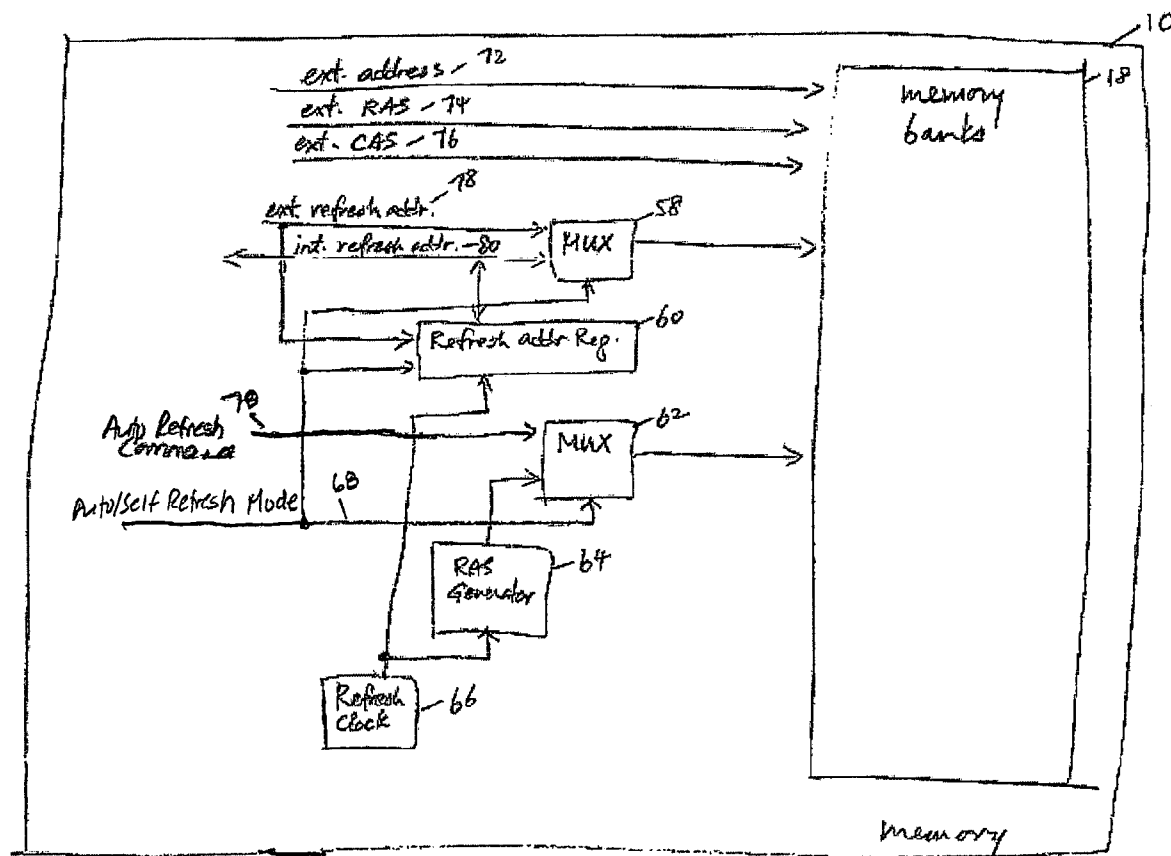 10
ext. address 72
18
memory
banks
ext. RAS 74
ext. CAS 76
78
ext. refresh addr.
58
MUX
int. refresh addr. 80
60
Refresh addr Reg.
70
Auto Refresh
Command
62
MUX
68
Auto/Self Refresh Mode
RAS
Generator
64
Refresh
Clock
66
memory